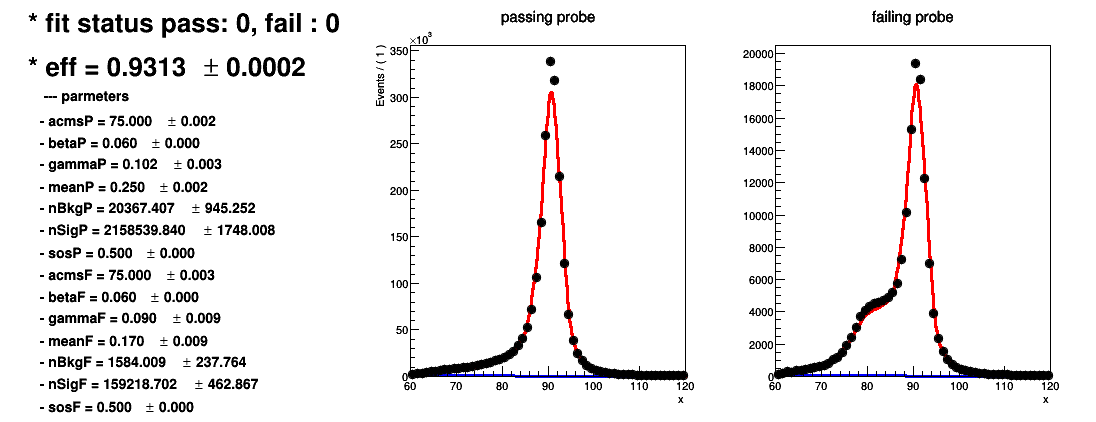 * fit status pass: 0, fail : 0
* eff = 0.9313 ± 0.0002
--- parmeters
- acmsP = 75.000 ± 0.002
- betaP = 0.060 ± 0.000
- gammaP = 0.102 ± 0.003
- meanP = 0.250 ± 0.002
- nBkgP = 20367.407 ± 945.252
- nSigP = 2158539.840 ± 1748.008
- sosP = 0.500 ± 0.000
- acmsF = 75.000 ± 0.003
- betaF = 0.060 ± 0.000
- gammaF = 0.090 ± 0.009
- meanF = 0.170 ± 0.009
- nBkgF = 1584.009 ± 237.764
- nSigF = 159218.702 ± 462.867
- sosF = 0.500 ± 0.000
passing probe
×10³
Events / ( 1 )
350
300
250
200
150
100
50
0
60 70 80 90 100 110 120
x
failing probe
20000
18000
16000
14000
12000
10000
8000
6000
4000
2000
0
60 70 80 90 100 110 120
x